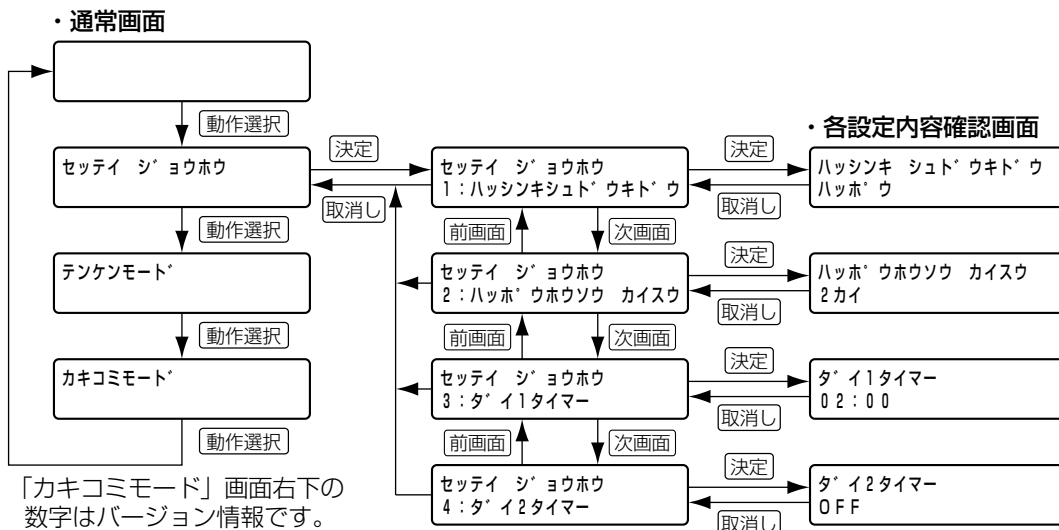 ・通常画面
動作選択
セッテイ ジョウホウ
動作選択
テンケンモード
動作選択
カキコミモード
動作選択
「カキコミモード」画面右下の
数字はバージョン情報です。
決定
取消し
セッテイ ジョウホウ
1:ハッシンキシュドウキドウ
前画面
次画面
セッテイ ジョウホウ
2:ハッポウホウソウ カイスウ
前画面
次画面
セッテイ ジョウホウ
3:ダイ1タイマー
前画面
次画面
セッテイ ジョウホウ
4:ダイ2タイマー
・各設定内容確認画面
決定
取消し
ハッシンキ シュドウキドウ
ハッポウ
決定
取消し
ハッポウホウソウ カイスウ
2カイ
決定
取消し
ダイ1タイマー
02:00
決定
取消し
ダイ2タイマー
OFF